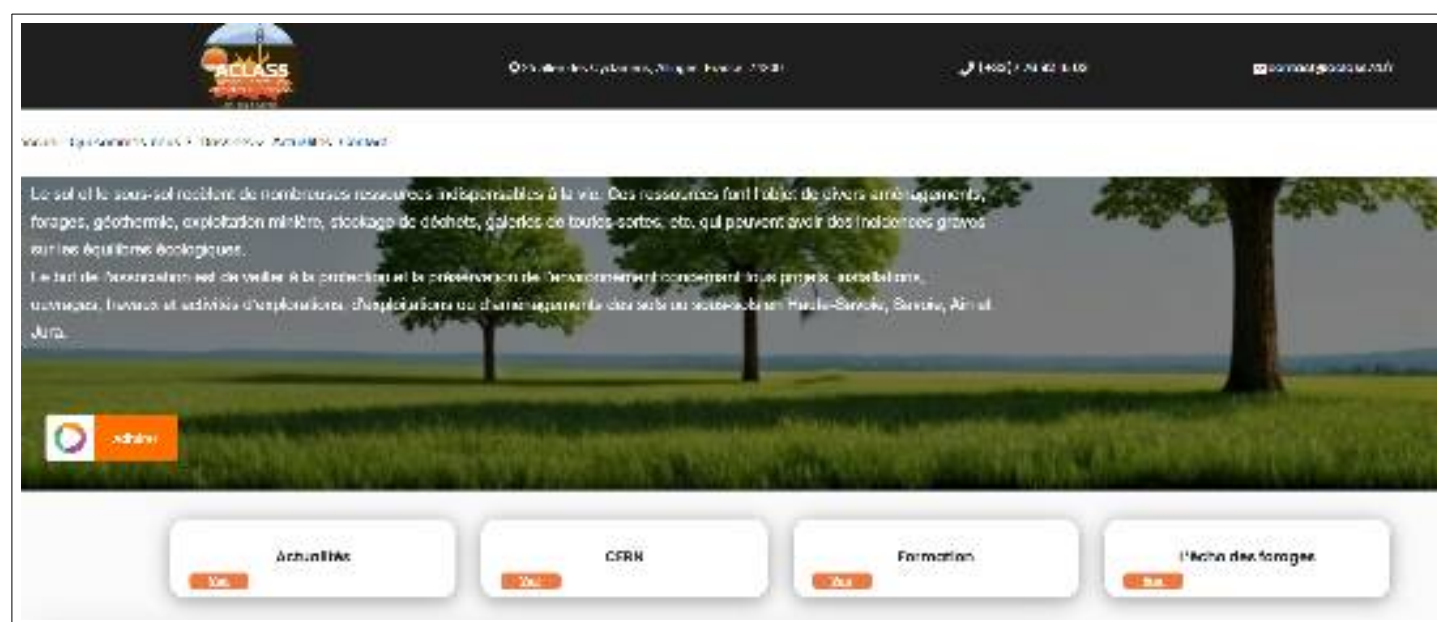 ACLASS
Actualités Contact
Le sol et le sous-sol recèlent de nombreuses ressources indispensables à la vie. Ces ressources font l'objet de divers aménagements,
forages, géothermie, exploitation minière, stockage de déchets, galeries de toutes sortes, etc. qui peuvent avoir des incidences graves
sur les équilibres écologiques.
Le but de l'association est de veiller à la protection et la préservation de l'environnement concernant tous projets, installations,
ouvrages, travaux et activités d'explorations, d'exploitations ou d'aménagements des sols ou sous-sols en Haute-Savoie, Savoie, Ain et
Jura.
Adhérer
Actualités
CERN
Formation
L'écho des forages